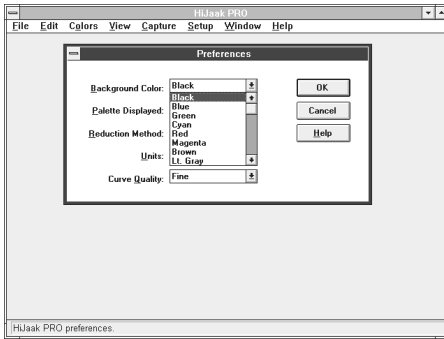 HiJaak PRO
File Edit Colors View Capture Setup Window Help
Preferences
Background Color: Black
OK
Black
Blue
Palette Displayed:
Cancel
Green
Cyan
Reduction Method: Red
Help
Magenta
Brown
Units: Lt. Gray
Curve Quality: Fine
HiJaak PRO preferences.